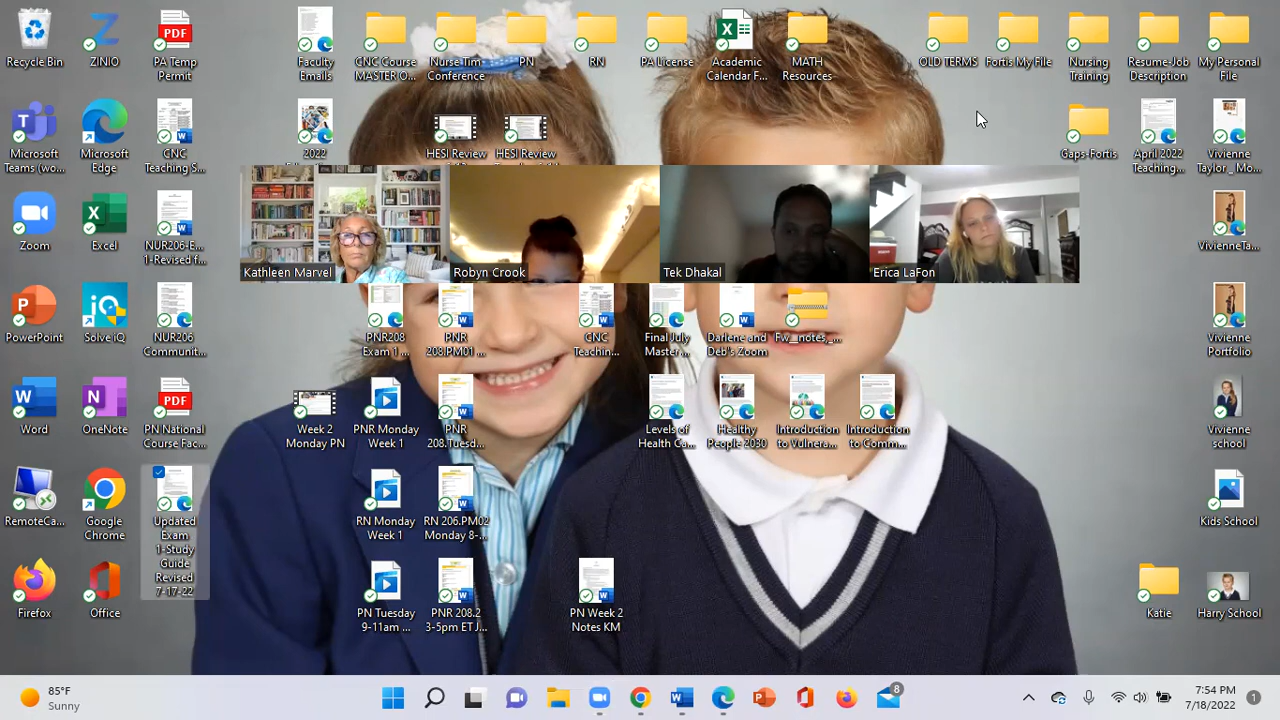 Recycle Bin
ZINIO
PA Temp
Permit
Faculty
Emails
CNC Course
MASTER O...
Nurse Tim
Conference
PN
RN
PA License
Academic
Calendar F...
MATH
Resources
OLD TERMS
Fortis My File
Nursing
Training
Resume-Job
Description
My Personal
File
Microsoft
Teams (wo...
Microsoft
Edge
CNC
Teaching S...
2022
HESI Review
HESI Review
Gaps-Fortis
April 2022
Teaching...
Vivienne
Taylor_ Mo...
Kathleen Marvel
Robyn Crook
Tek Dhakal
Erica LaFon
Zoom
Excel
NUR206-E...
1-Revised f...
VivienneTa...
PowerPoint
Solve iQ
NUR206
Communit...
PNR208
Exam 1 ...
PNR
208.PM01 ...
CNC
Teachin...
Final July
Master...
Darlene and
Deb"s Zoom
Fw__notes,_...
Vivienne
Portfolio
Word
OneNote
PDF
PN National
Course Fac...
Week 2
Monday PN
PNR Monday
Week 1
PNR
208.Tuesd...
Levels of
Health Ca...
Healthy
People 2030
Introduction
to Vulnera...
Introduction
to Comm...
Vivienne
school
RemoteCa...
Google
Chrome
Updated
Exam
1-Study
Guide
Revised
7-17-22
RN Monday
Week 1
RN 206.PM02
Monday 8-...
Kids School
Firefox
Office
PN Tuesday
9-11am ...
PNR 208.2
3-5pm ET J...
PN Week 2
Notes KM
Katie
Harry School
85°F
Sunny
8
7:54 PM
7/18/2022
1